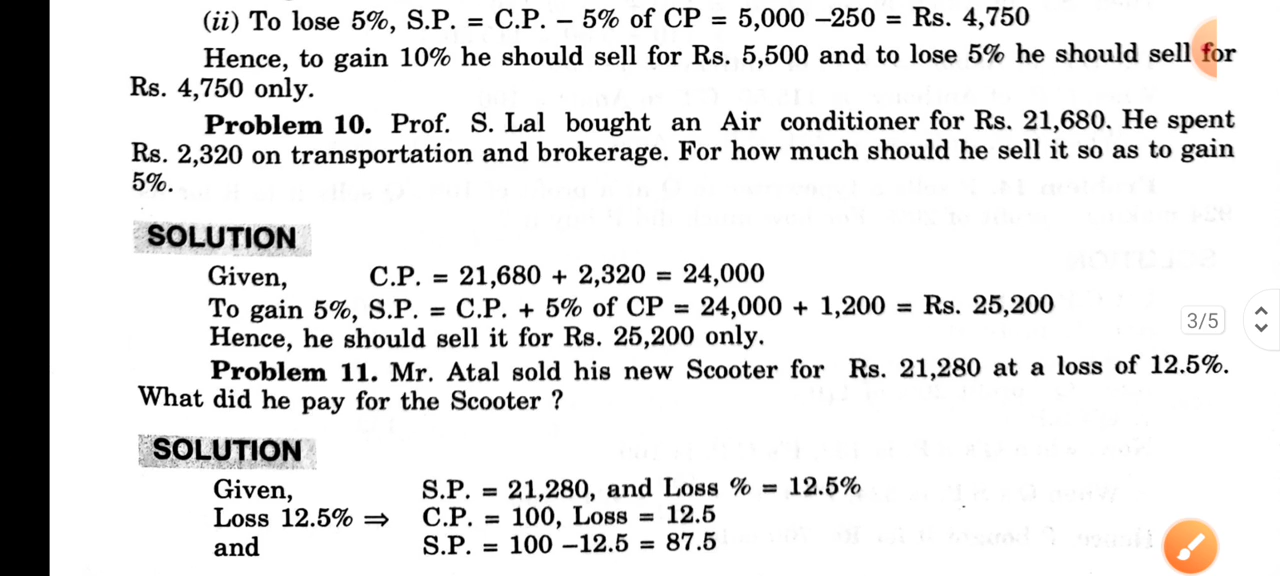 (ii) To lose 5%, S.P. = C.P. – 5% of CP = 5,000 –250 = Rs. 4,750
Hence, to gain 10% he should sell for Rs. 5,500 and to lose 5% he should sell for
Rs. 4,750 only.
Problem 10. Prof. S. Lal bought an Air conditioner for Rs. 21,680. He spent
Rs. 2,320 on transportation and brokerage. For how much should he sell it so as to gain
5%.
SOLUTION
Given, C.P. = 21,680 + 2,320 = 24,000
To gain 5%, S.P. = C.P. + 5% of CP = 24,000 + 1,200 = Rs. 25,200
Hence, he should sell it for Rs. 25,200 only.
3/5
Problem 11. Mr. Atal sold his new Scooter for Rs. 21,280 at a loss of 12.5%.
What did he pay for the Scooter ?
SOLUTION
Given, S.P. = 21,280, and Loss % = 12.5%
Loss 12.5% ⇒ C.P. = 100, Loss = 12.5
and S.P. = 100 –12.5 = 87.5